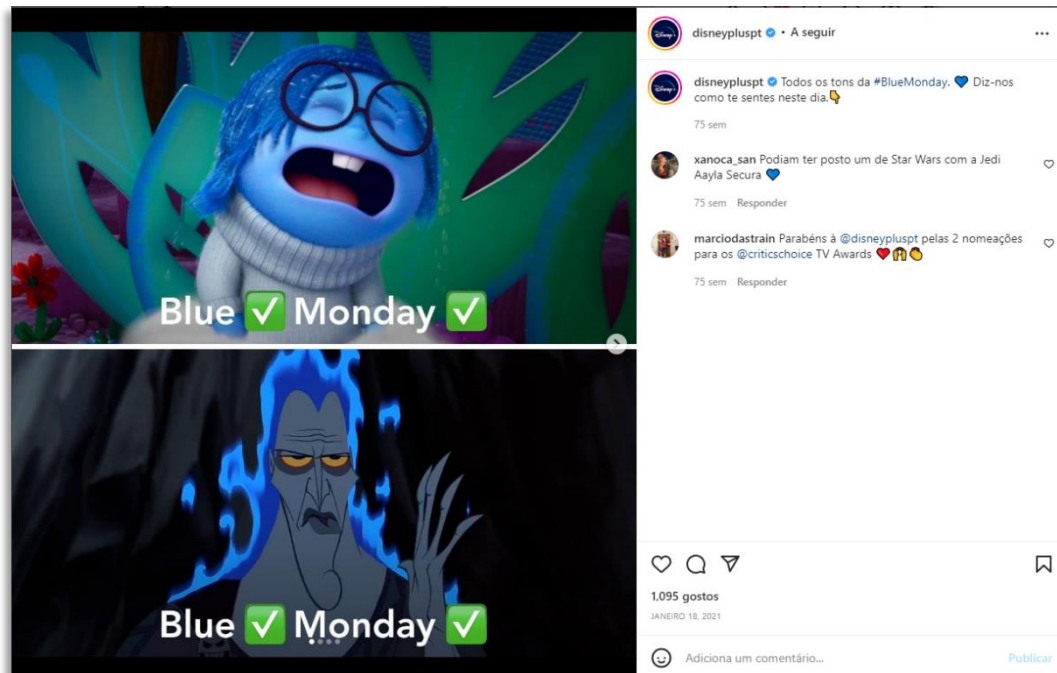 Blue ✅ Monday ✅
Blue ✅ Monday ✅
disneypluspt • A seguir
disneypluspt Todos os tons da #BlueMonday. 💙 Diz-nos
como te sentes neste dia.👇
75 sem
xanoca_san Podiam ter posto um de Star Wars com a Jedi
Aayla Secura 💙
75 sem Responder
marciodastrain Parabéns à @disneypluspt pelas 2 nomeações
para os @criticschoice TV Awards ❤️🙌👏
75 sem Responder
1,095 gostos
JANEIRO 18, 2021
Adiciona um comentário...
Publicar